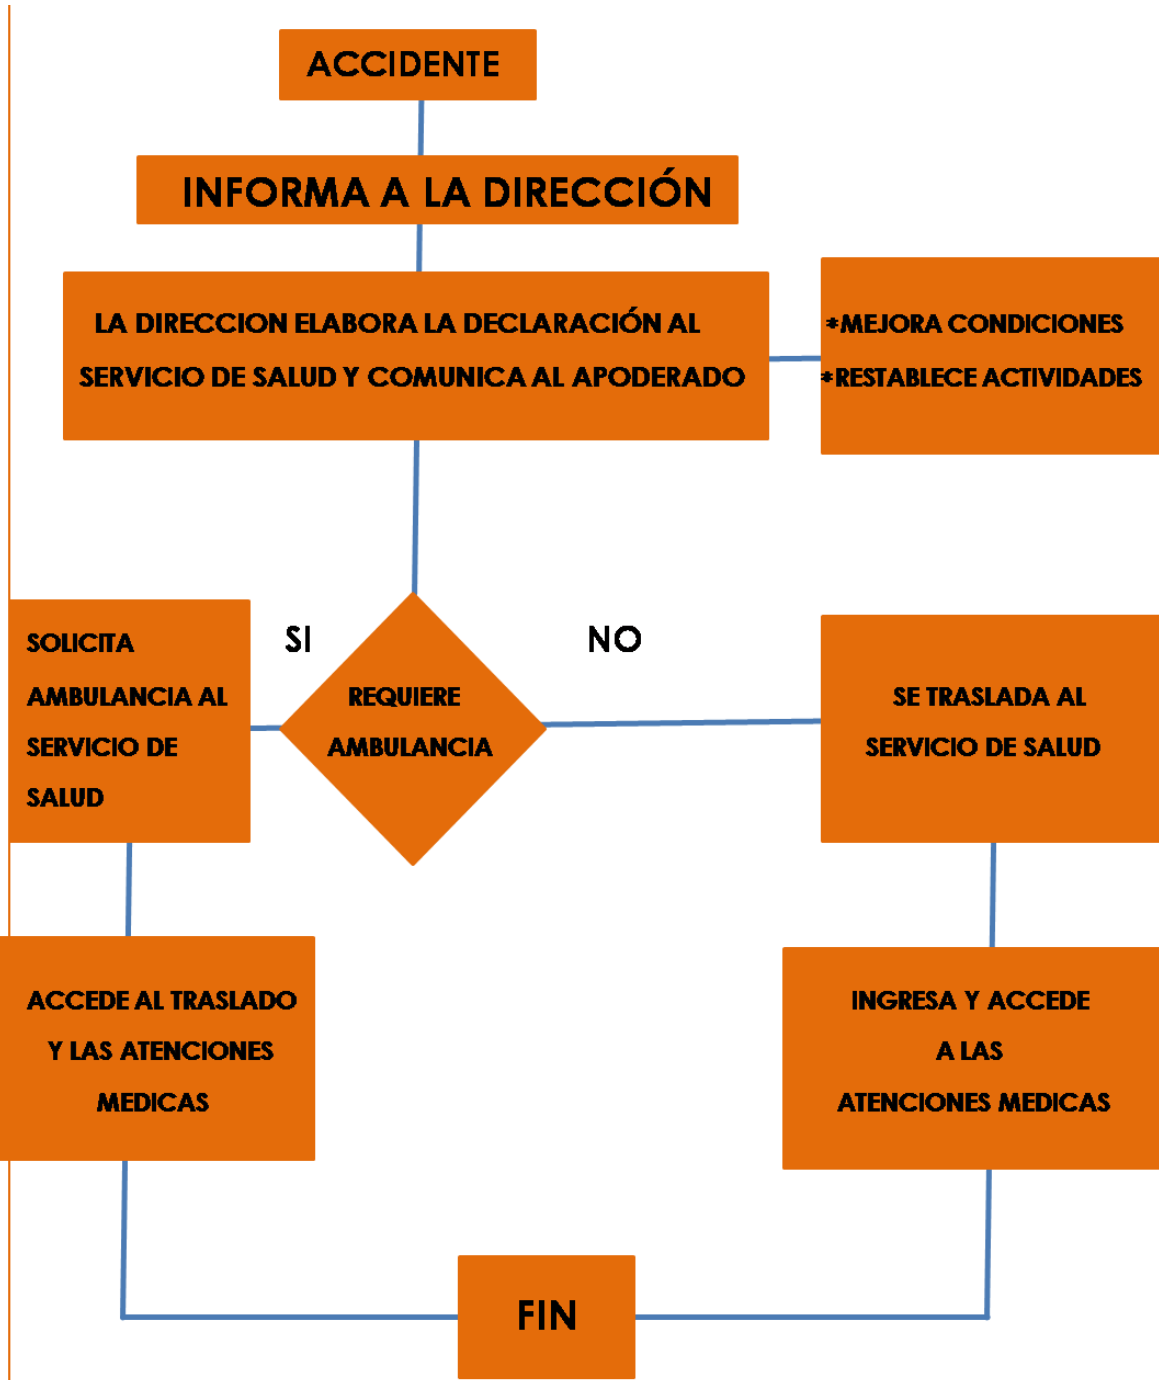 ACCIDENTE
INFORMA A LA DIRECCIÓN
LA DIRECCION ELABORA LA DECLARACIÓN AL
SERVICIO DE SALUD Y COMUNICA AL APODERADO
*MEJORA CONDICIONES
*RESTABLECE ACTIVIDADES
SI
NO
SOLICITA
AMBULANCIA AL
SERVICIO DE
SALUD
REQUIERE
AMBULANCIA
SE TRASLADA AL
SERVICIO DE SALUD
ACCEDE AL TRASLADO
Y LAS ATENCIONES
MEDICAS
INGRESA Y ACCEDE
A LAS
ATENCIONES MEDICAS
FIN